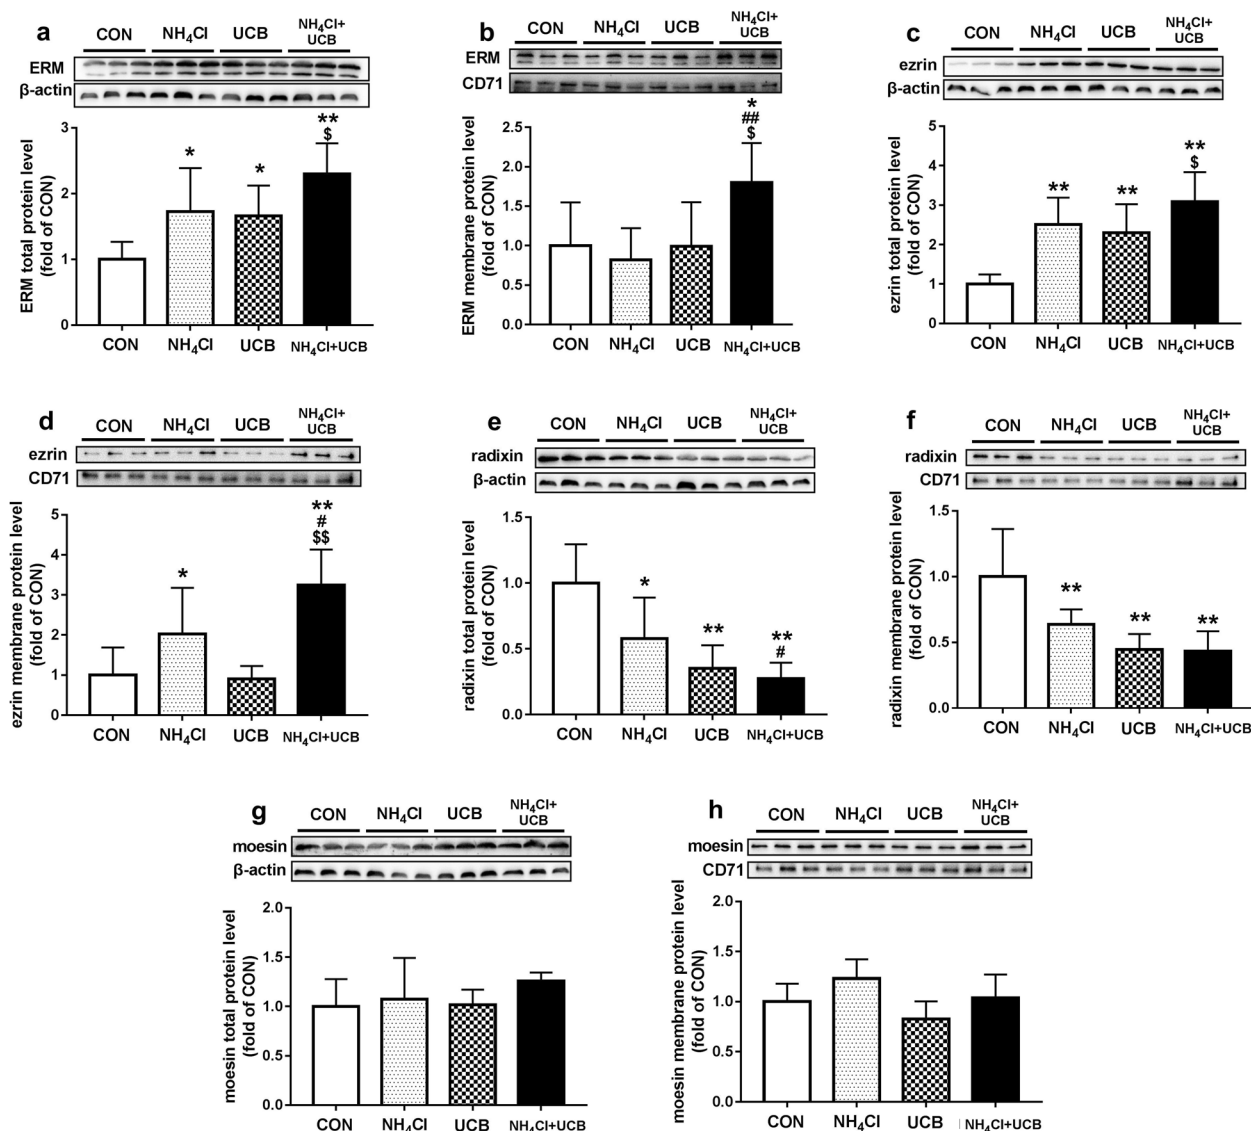 a
CON NH4Cl UCB NH4Cl+
UCB
ERM
β-actin
ERM total protein level
(fold of CON)
3
2
1
0
*
*
**
$
CON NH4Cl UCB NH4Cl+UCB
b
CON NH4Cl UCB NH4Cl+
UCB
ERM
CD71
ERM membrane protein level
(fold of CON)
2.5
2.0
1.5
1.0
0.5
0.0
*
##
$
CON NH4Cl UCB NH4Cl+UCB
c
CON NH4Cl UCB NH4Cl+
UCB
ezrin
β-actin
ezrin total protein level
(fold of CON)
5
4
3
2
1
0
**
**
**
$
CON NH4Cl UCB NH4Cl+UCB
d
CON NH4Cl UCB NH4Cl+
UCB
ezrin
CD71
ezrin membrane protein level
(fold of CON)
5
4
3
2
1
0
*
**
#
$$
CON NH4Cl UCB NH4Cl+UCB
e
CON NH4Cl UCB NH4Cl+
UCB
radixin
β-actin
radixin total protein level
(fold of CON)
1.5
1.0
0.5
0.0
*
**
**
#
CON NH4Cl UCB NH4Cl+UCB
f
CON NH4Cl UCB NH4Cl+
UCB
radixin
CD71
radixin membrane protein level
(fold of CON)
1.5
1.0
0.5
0.0
**
**
**
CON NH4Cl UCB NH4Cl+UCB
g
CON NH4Cl UCB NH4Cl+
UCB
moesin
β-actin
moesin total protein level
(fold of CON)
2.0
1.5
1.0
0.5
0.0
CON NH4Cl UCB NH4Cl+UCB
h
CON NH4Cl UCB NH4Cl+
UCB
moesin
CD71
moesin membrane protein level
(fold of CON)
2.0
1.5
1.0
0.5
0.0
CON NH4Cl UCB NH4Cl+UCB